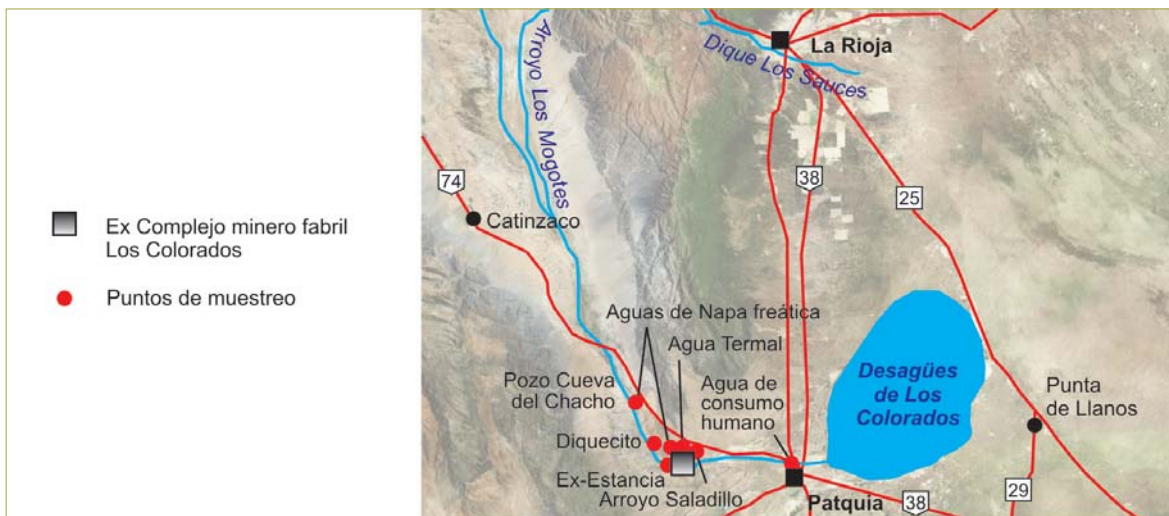 Ex Complejo minero fabril
Los Colorados
Puntos de muestreo
La Rioja
Dique Los Sauces
Arroyo Los Mogotes
74
Catinzaco
38
25
Aguas de Napa freática
Agua Termal
Pozo Cueva
del Chacho
Agua de
consumo
humano
Desagües
de Los
Colorados
Punta
de Llanos
Diquecito
Ex-Estancia
Arroyo Saladillo
Patquia
38
29